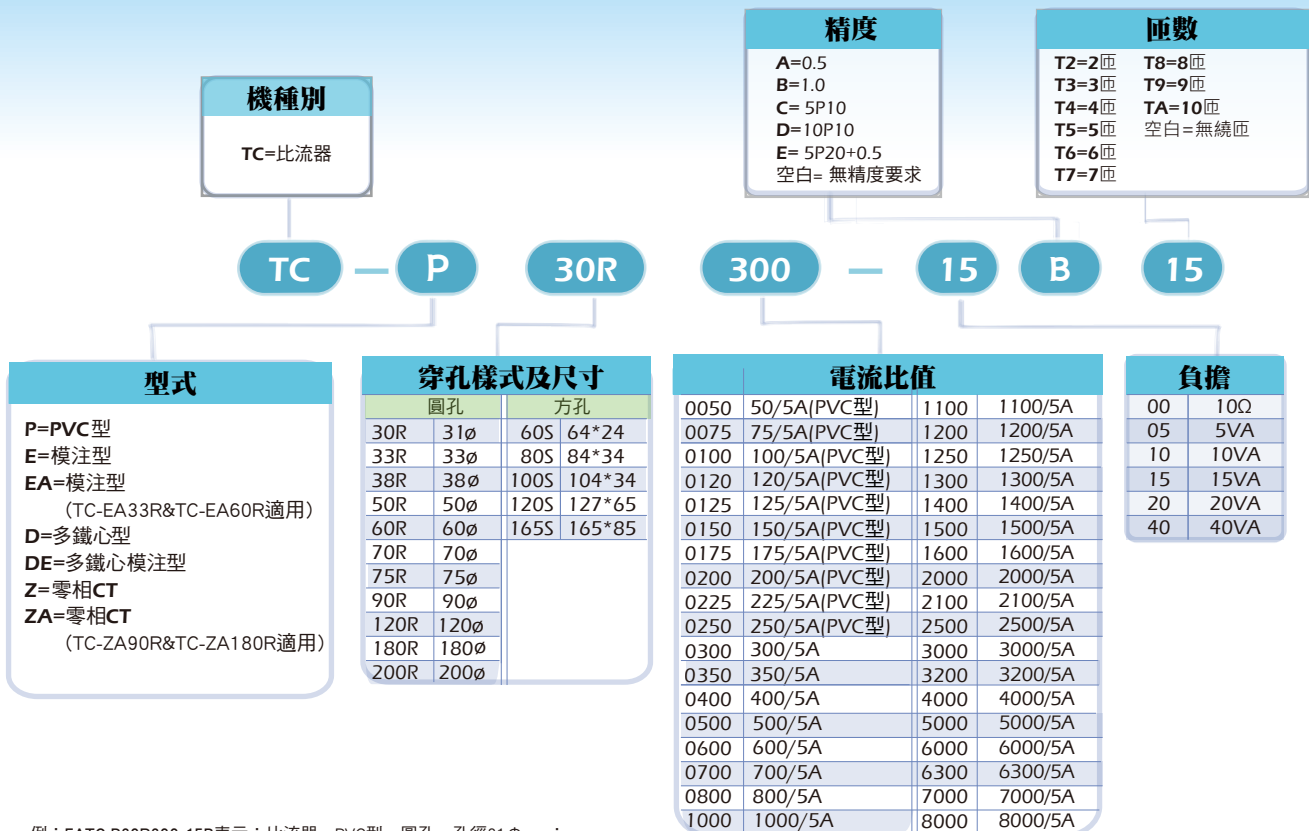 機種別
TC=比流器
精度
A=0.5
B=1.0
C= 5P10
D=10P10
E= 5P20+0.5
空白= 無精度要求
匝數
T2=2匝 T8=8匝
T3=3匝 T9=9匝
T4=4匝 TA=10匝
T5=5匝 空白=無繞匝
T6=6匝
T7=7匝
TC — P 30R 300 — 15 B 15
型式
P=PVC型
E=模注型
EA=模注型
(TC-EA33R&TC-EA60R適用)
D=多鐵心型
DE=多鐵心模注型
Z=零相CT
ZA=零相CT
(TC-ZA90R&TC-ZA180R適用)
穿孔樣式及尺寸
圓孔 方孔
30R 31ø 60S 64*24
33R 33ø 80S 84*34
38R 38ø 100S 104*34
50R 50ø 120S 127*65
60R 60ø 165S 165*85
70R 70ø
75R 75ø
90R 90ø
120R 120ø
180R 180ø
200R 200ø
電流比值
0050 50/5A(PVC型) 1100 1100/5A
0075 75/5A(PVC型) 1200 1200/5A
0100 100/5A(PVC型) 1250 1250/5A
0120 120/5A(PVC型) 1300 1300/5A
0125 125/5A(PVC型) 1400 1400/5A
0150 150/5A(PVC型) 1500 1500/5A
0175 175/5A(PVC型) 1600 1600/5A
0200 200/5A(PVC型) 2000 2000/5A
0225 225/5A(PVC型) 2100 2100/5A
0250 250/5A(PVC型) 2500 2500/5A
0300 300/5A 3000 3000/5A
0350 350/5A 3200 3200/5A
0400 400/5A 4000 4000/5A
0500 500/5A 5000 5000/5A
0600 600/5A 6000 6000/5A
0700 700/5A 6300 6300/5A
0800 800/5A 7000 7000/5A
1000 1000/5A 8000 8000/5A
負擔
00 10Ω
05 5VA
10 10VA
15 15VA
20 20VA
40 40VA